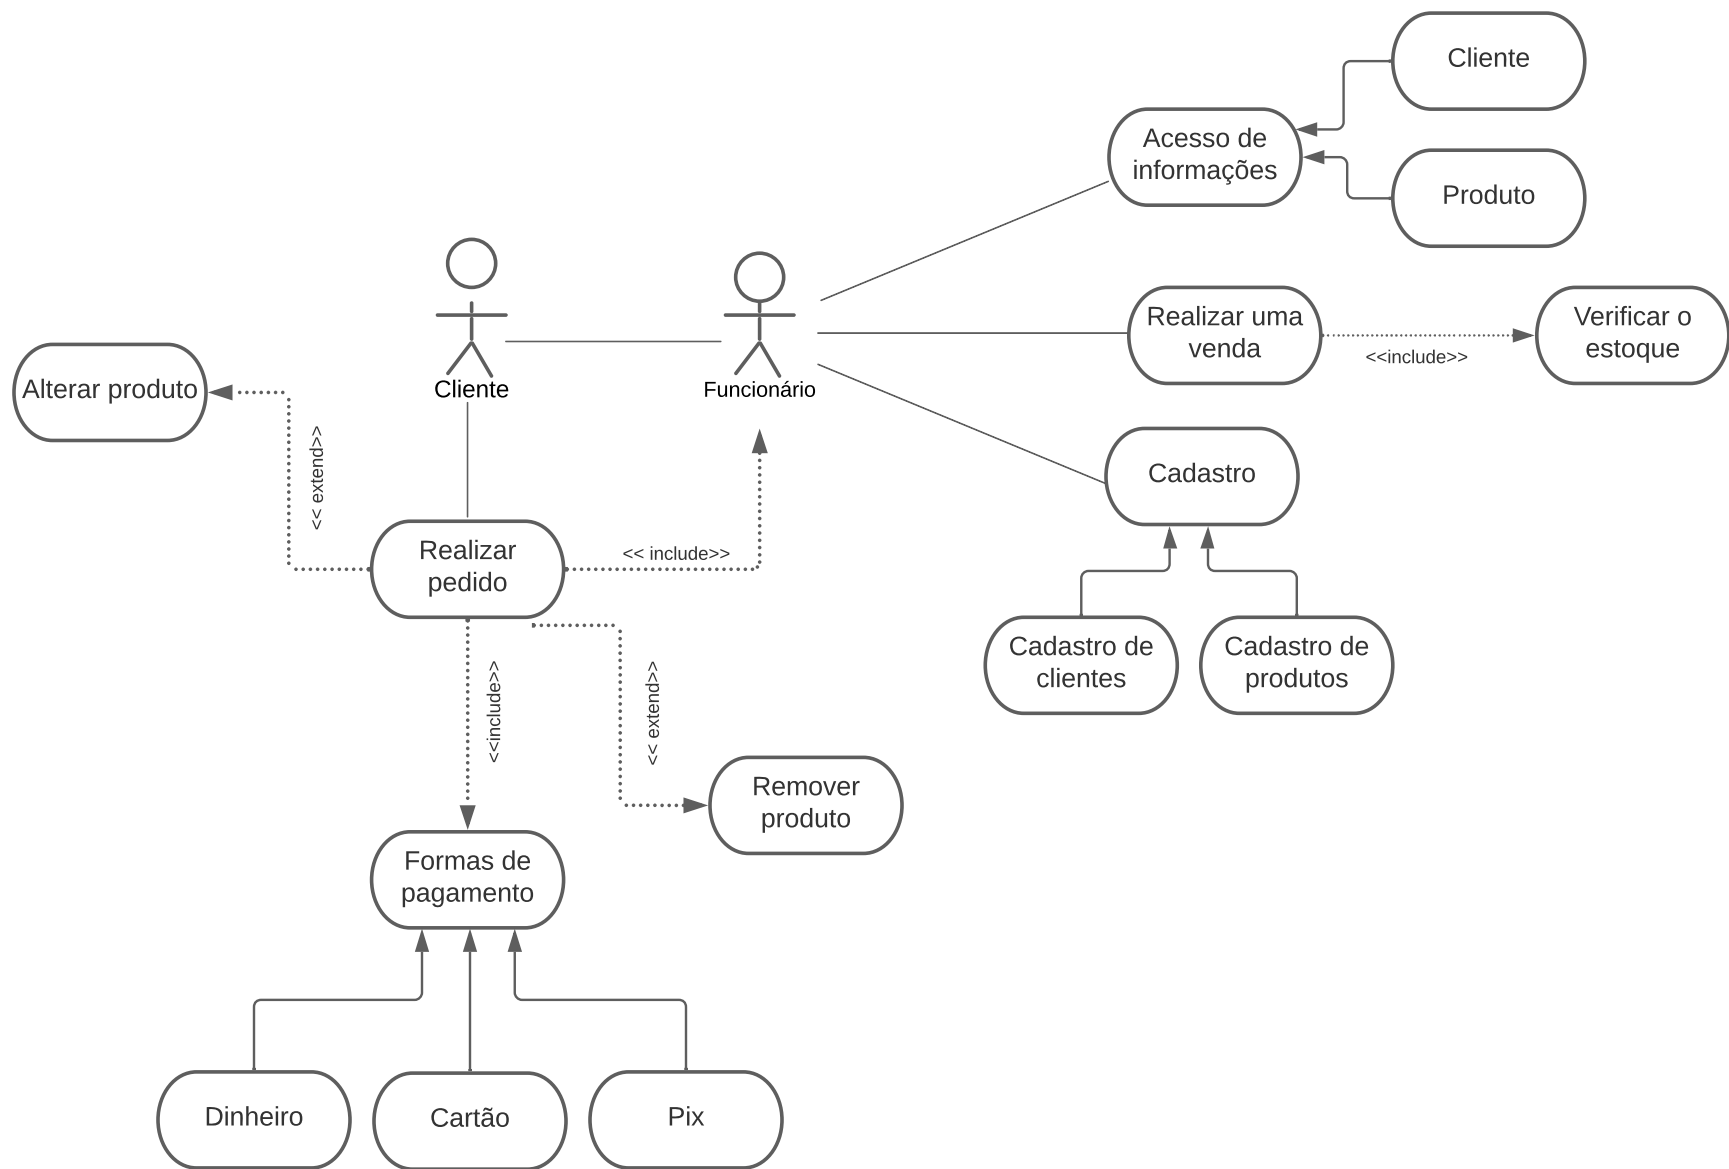 Cliente
Acesso de
informações
Produto
Realizar uma
venda
<<include>>
Verificar o
estoque
Cliente
Funcionário
Alterar produto
<< extend>>
Cadastro
Realizar
pedido
<< include>>
Cadastro de
clientes
Cadastro de
produtos
<<include>>
<< extend>>
Remover
produto
Formas de
pagamento
Dinheiro
Cartão
Pix